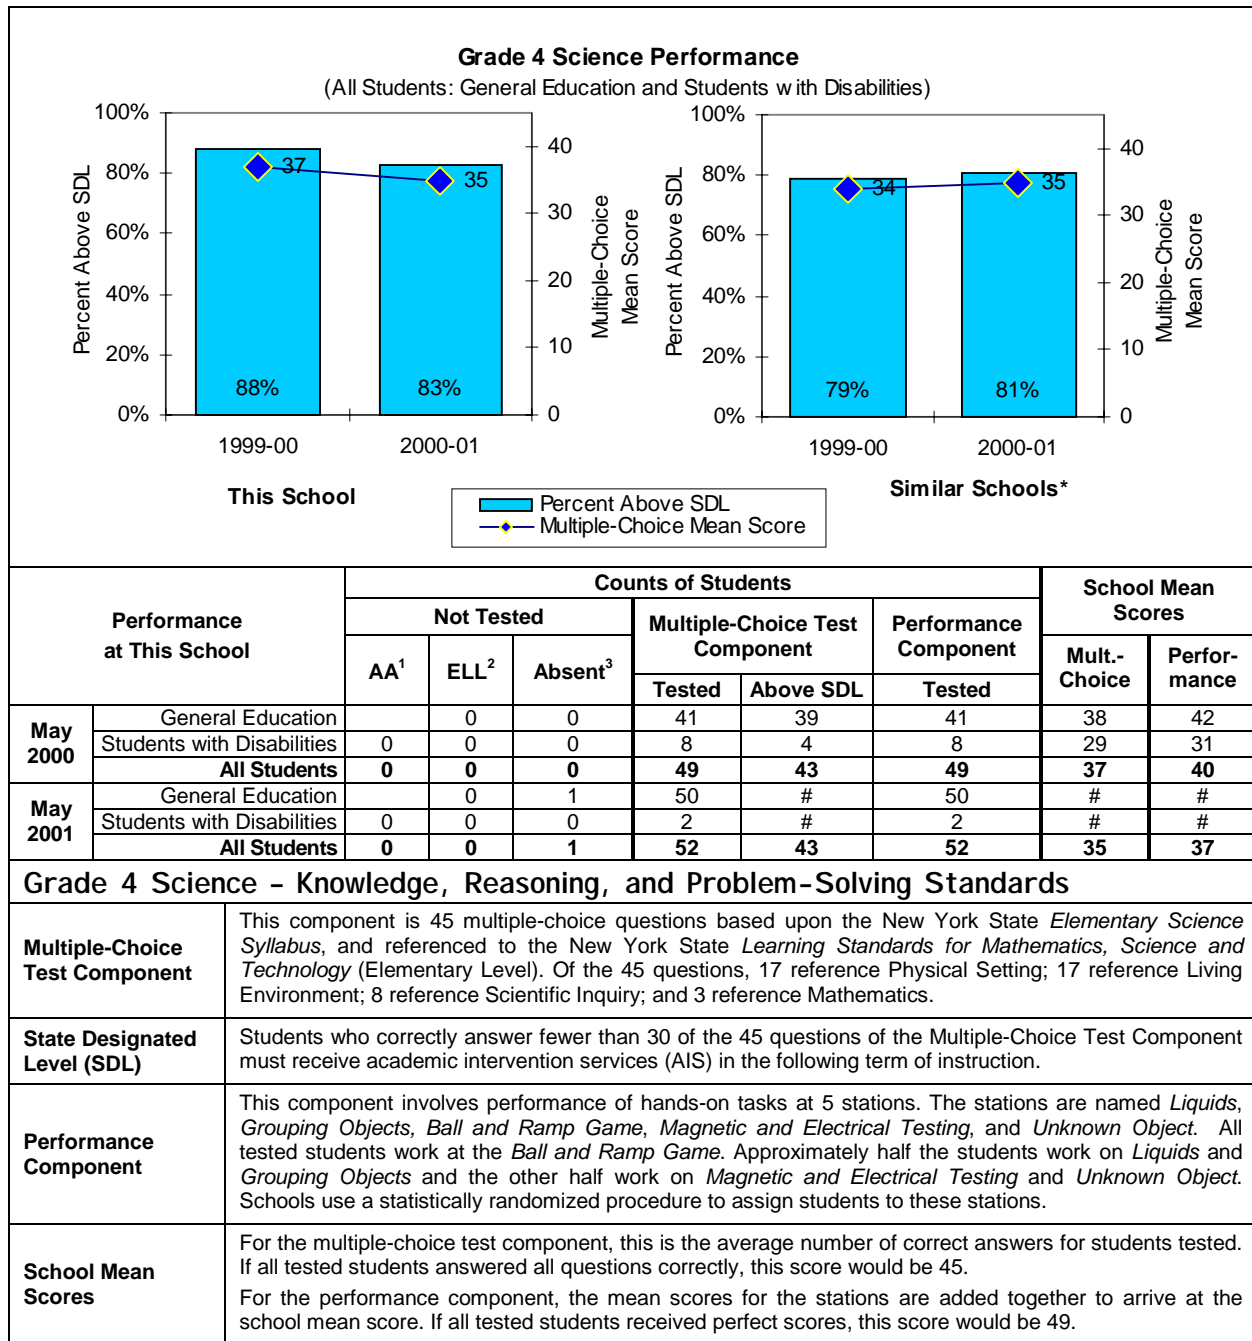 Grade 4 Science Performance
(All Students: General Education and Students with Disabilities)
100%
80%
60%
40%
20%
0%
Percent Above SDL
37
35
88%
83%
40
30
20
10
0
Multiple-Choice
Mean Score
1999-00
2000-01
This School
100%
80%
60%
40%
20%
0%
Percent Above SDL
34
35
79%
81%
40
30
20
10
0
Multiple-Choice
Mean Score
1999-00
2000-01
Similar Schools*
Percent Above SDL
Multiple-Choice Mean Score
Performance
at This School
Counts of Students
School Mean
Scores
Not Tested
Multiple-Choice Test
Component
Performance
Component
AA1 ELL2 Absent3
Mult.-
Choice
Perfor-
mance
Tested Above SDL Tested
May
2000
General Education 0 0 41 39 41 38 42
Students with Disabilities 0 0 0 8 4 8 29 31
All Students 0 0 0 49 43 49 37 40
May
2001
General Education 0 1 50 # 50 # #
Students with Disabilities 0 0 0 2 # 2 # #
All Students 0 0 1 52 43 52 35 37
Grade 4 Science – Knowledge, Reasoning, and Problem-Solving Standards
Multiple-Choice
Test Component
This component is 45 multiple-choice questions based upon the New York State Elementary Science
Syllabus, and referenced to the New York State Learning Standards for Mathematics, Science and
Technology (Elementary Level). Of the 45 questions, 17 reference Physical Setting; 17 reference Living
Environment; 8 reference Scientific Inquiry; and 3 reference Mathematics.
State Designated
Level (SDL)
Students who correctly answer fewer than 30 of the 45 questions of the Multiple-Choice Test Component
must receive academic intervention services (AIS) in the following term of instruction.
Performance
Component
This component involves performance of hands-on tasks at 5 stations. The stations are named Liquids,
Grouping Objects, Ball and Ramp Game, Magnetic and Electrical Testing, and Unknown Object. All
tested students work at the Ball and Ramp Game. Approximately half the students work on Liquids and
Grouping Objects and the other half work on Magnetic and Electrical Testing and Unknown Object.
Schools use a statistically randomized procedure to assign students to these stations.
School Mean
Scores
For the multiple-choice test component, this is the average number of correct answers for students tested.
If all tested students answered all questions correctly, this score would be 45.
For the performance component, the mean scores for the stations are added together to arrive at the
school mean score. If all tested students received perfect scores, this score would be 49.